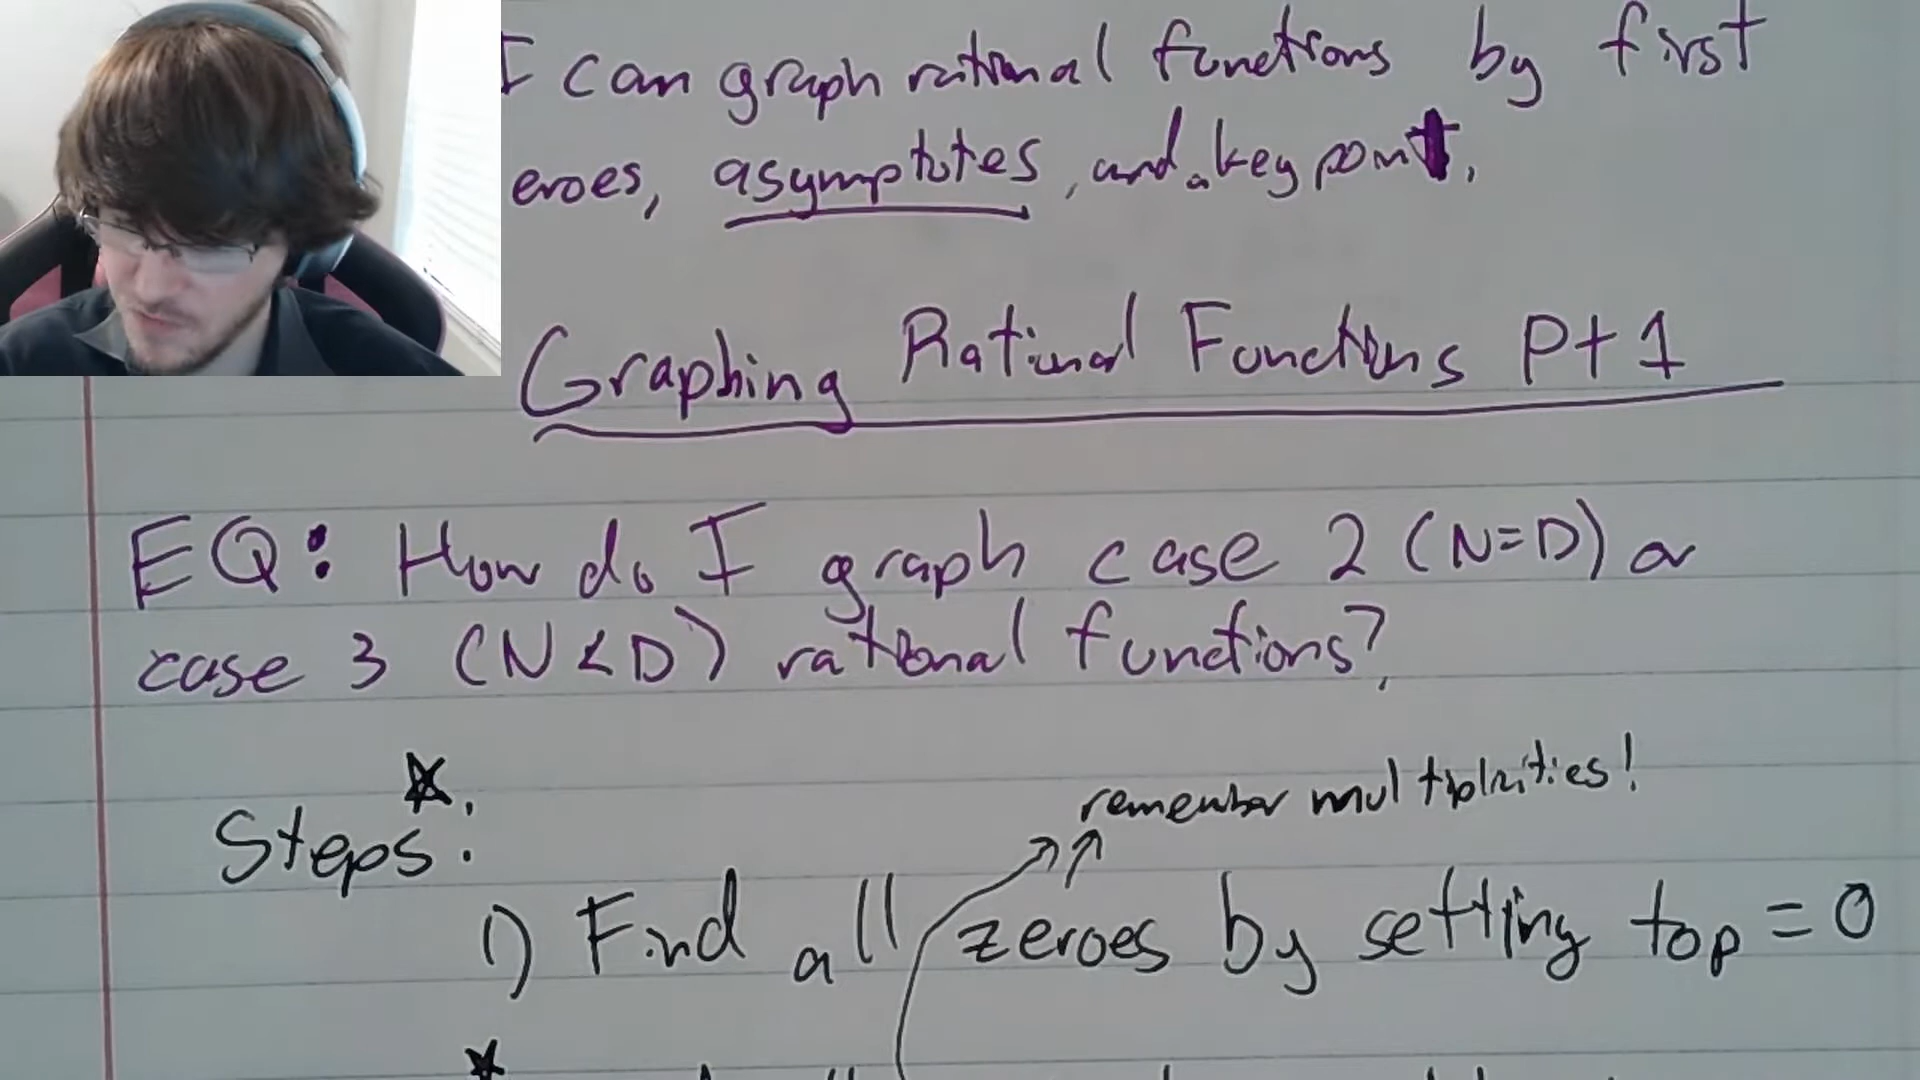 I can graph rational functions by first
eroes, asymptotes, and a key point.
Graphing Rational Functions Pt 1
EQ: How do I graph case 2 (N=D) or
case 3 (N<D) rational functions?
remember multiplicities!
Steps:
1) Find all zeroes by setting top = 0